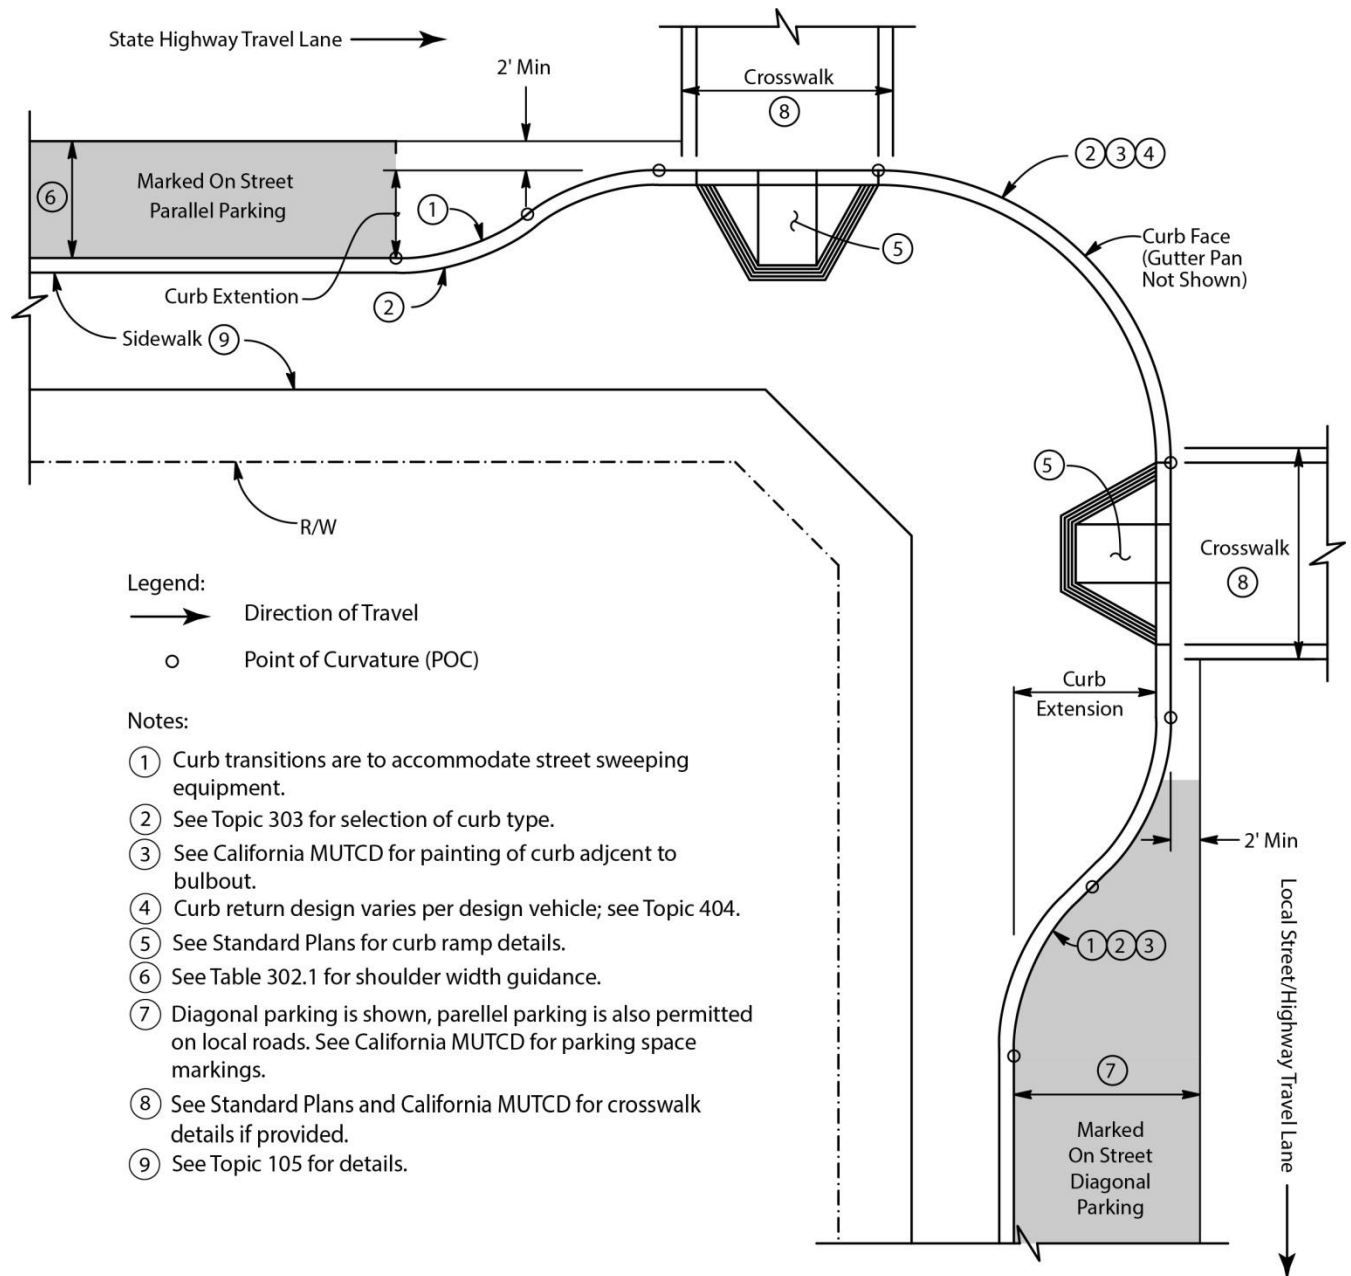 State Highway Travel Lane
2' Min
Crosswalk
8
2 3 4
6
Marked On Street
Parallel Parking
1
5
Curb Face
(Gutter Pan
Not Shown)
Curb Extention
2
Sidewalk 9
5
R/W
Crosswalk
8
Legend:
Direction of Travel
Point of Curvature (POC)
Curb
Extension
Notes:
1 Curb transitions are to accommodate street sweeping
equipment.
2 See Topic 303 for selection of curb type.
3 See California MUTCD for painting of curb adjcent to
bulbout.
4 Curb return design varies per design vehicle; see Topic 404.
5 See Standard Plans for curb ramp details.
6 See Table 302.1 for shoulder width guidance.
7 Diagonal parking is shown, parellel parking is also permitted
on local roads. See California MUTCD for parking space
markings.
8 See Standard Plans and California MUTCD for crosswalk
details if provided.
9 See Topic 105 for details.
2' Min
1 2 3
7
Marked
On Street
Diagonal
Parking
Local Street/Highway Travel Lane